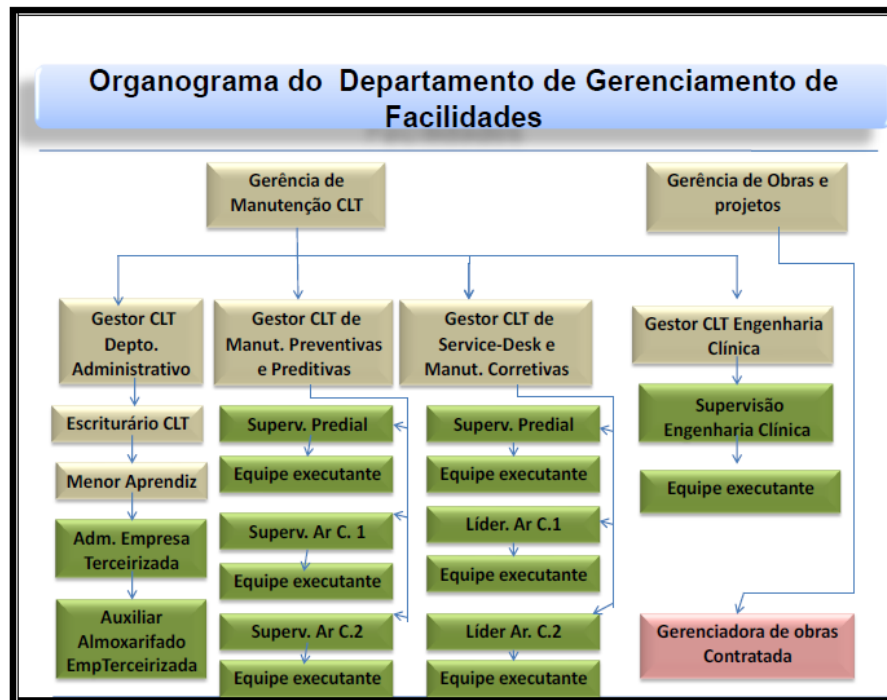 Organograma do Departamento de Gerenciamento de
Facilidades
Gerência de
Manutenção CLT
Gerência de Obras e
projetos
Gestor CLT
Depto.
Administrativo
Gestor CLT de
Manut. Preventivas
e Preditivas
Gestor CLT de
Service-Desk e
Manut. Corretivas
Gestor CLT Engenharia
Clínica
Escriturário CLT
Menor Aprendiz
Adm. Empresa
Terceirizada
Auxiliar
Almoxarifado
EmpTerceirizada
Superv. Predial
Equipe executante
Superv. Ar C. 1
Equipe executante
Superv. Ar C.2
Equipe executante
Superv. Predial
Equipe executante
Líder. Ar C.1
Equipe executante
Líder Ar. C.2
Equipe executante
Supervisão
Engenharia Clínica
Equipe executante
Gerenciadora de obras
Contratada